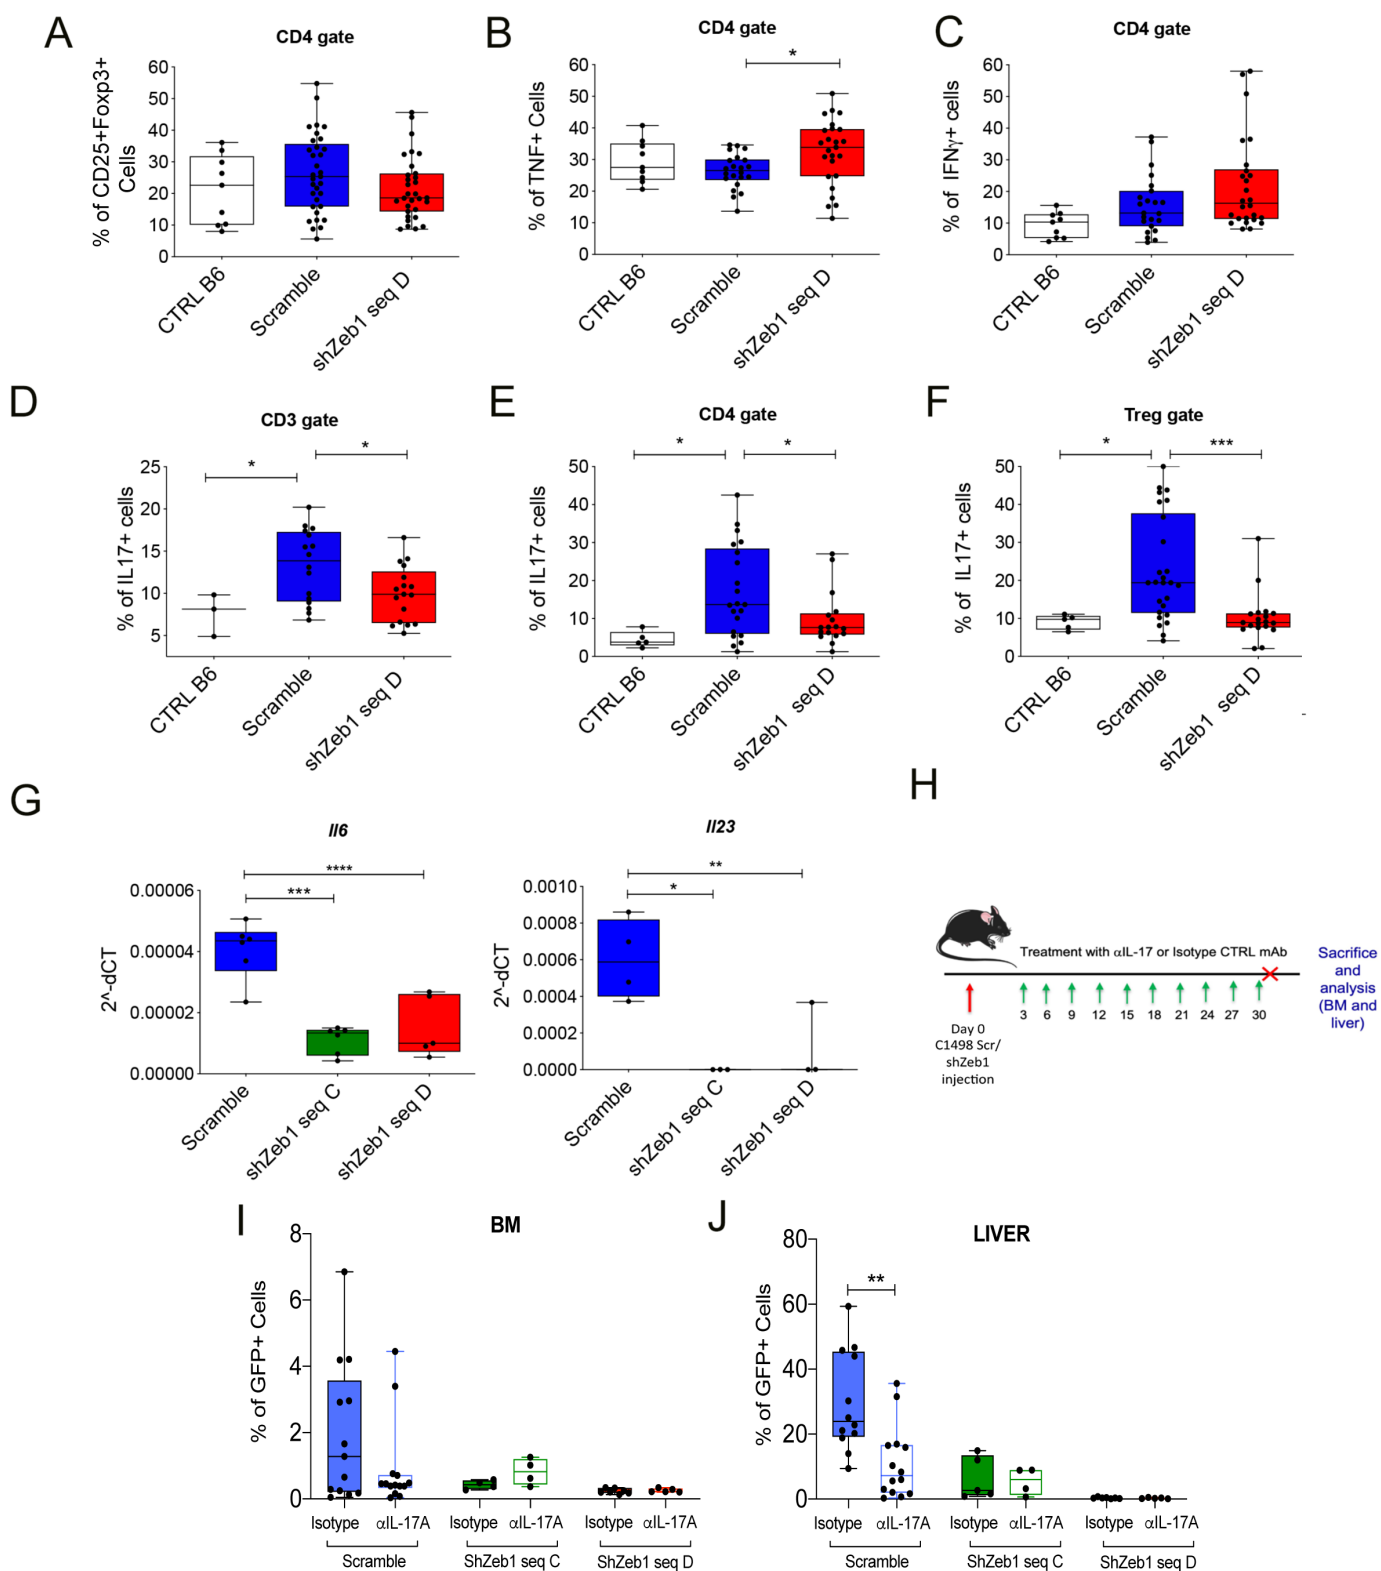 A
CD4 gate
% of CD25+Foxp3+
Cells
60
50
40
30
20
10
0
CTRL B6
Scramble
shZeb1 seq D
B
CD4 gate
*
% of TNF+ Cells
60
50
40
30
20
10
0
CTRL B6
Scramble
shZeb1 seq D
C
CD4 gate
% of IFNγ+ cells
60
50
40
30
20
10
0
CTRL B6
Scramble
shZeb1 seq D
D
CD3 gate
*
*
% of IL17+ cells
25
20
15
10
5
CTRL B6
Scramble
shZeb1 seq D
E
CD4 gate
*
*
% of IL17+ cells
50
40
30
20
10
0
CTRL B6
Scramble
shZeb1 seq D
F
Treg gate
*
***
% of IL17+ cells
50
40
30
20
10
0
CTRL B6
Scramble
shZeb1 seq D
G
Il6
****
***
2^-dCT
0.00006
0.00004
0.00002
0.00000
Scramble
shZeb1 seq C
shZeb1 seq D
Il23
**
*
2^-dCT
0.0010
0.0008
0.0006
0.0004
0.0002
0.0000
Scramble
shZeb1 seq C
shZeb1 seq D
H
Treatment with αIL-17 or Isotype CTRL mAb
3 6 9 12 15 18 21 24 27 30
Day 0
C1498 Scr/
shZeb1
injection
Sacrifice
and
analysis
(BM and
liver)
I
BM
% of GFP+ Cells
8
6
4
2
0
Isotype αIL-17A Isotype αIL-17A Isotype αIL-17A
Scramble ShZeb1 seq C ShZeb1 seq D
J
LIVER
**
% of GFP+ Cells
80
60
40
20
0
Isotype αIL-17A Isotype αIL-17A Isotype αIL-17A
Scramble ShZeb1 seq C ShZeb1 seq D